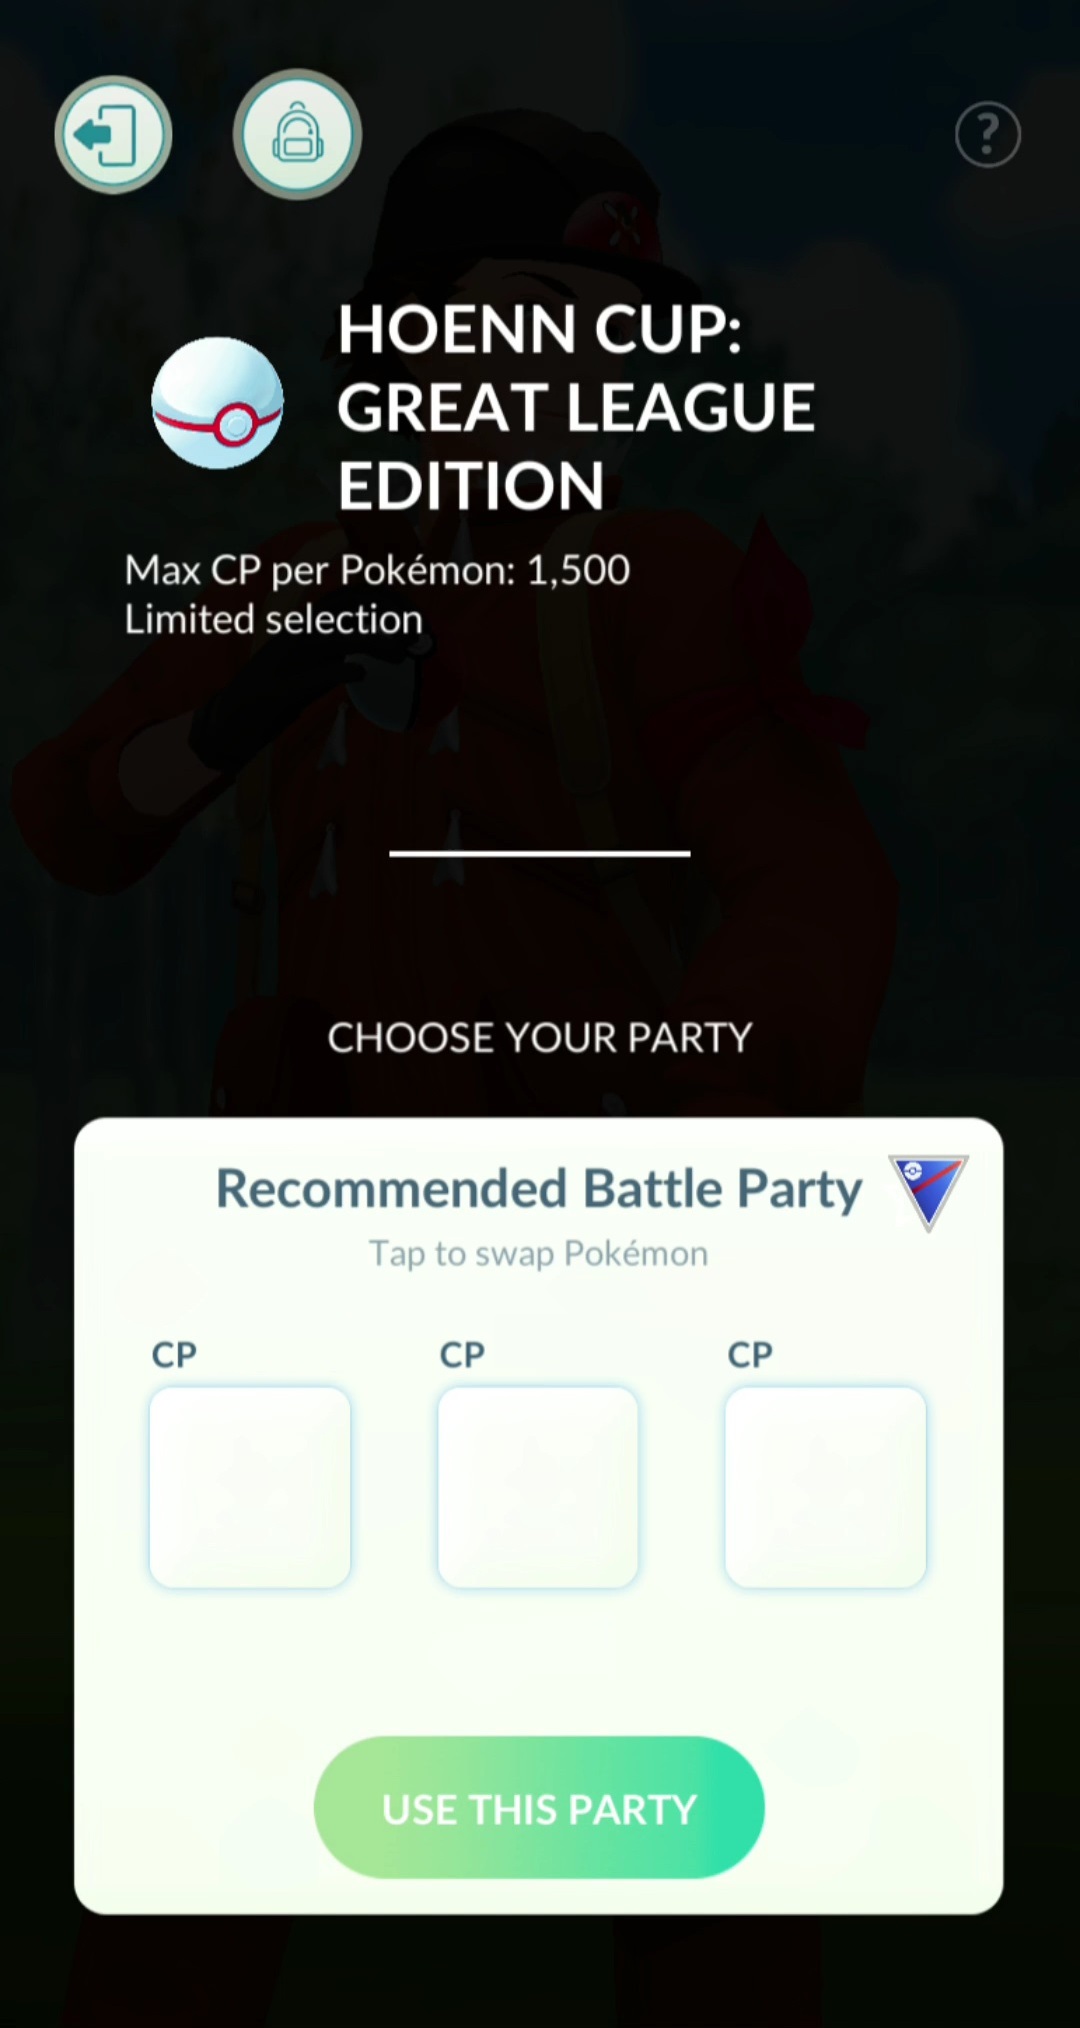 ?
HOENN CUP:
GREAT LEAGUE
EDITION
Max CP per Pokémon: 1,500
Limited selection
CHOOSE YOUR PARTY
Recommended Battle Party
Tap to swap Pokémon
CP CP CP
USE THIS PARTY